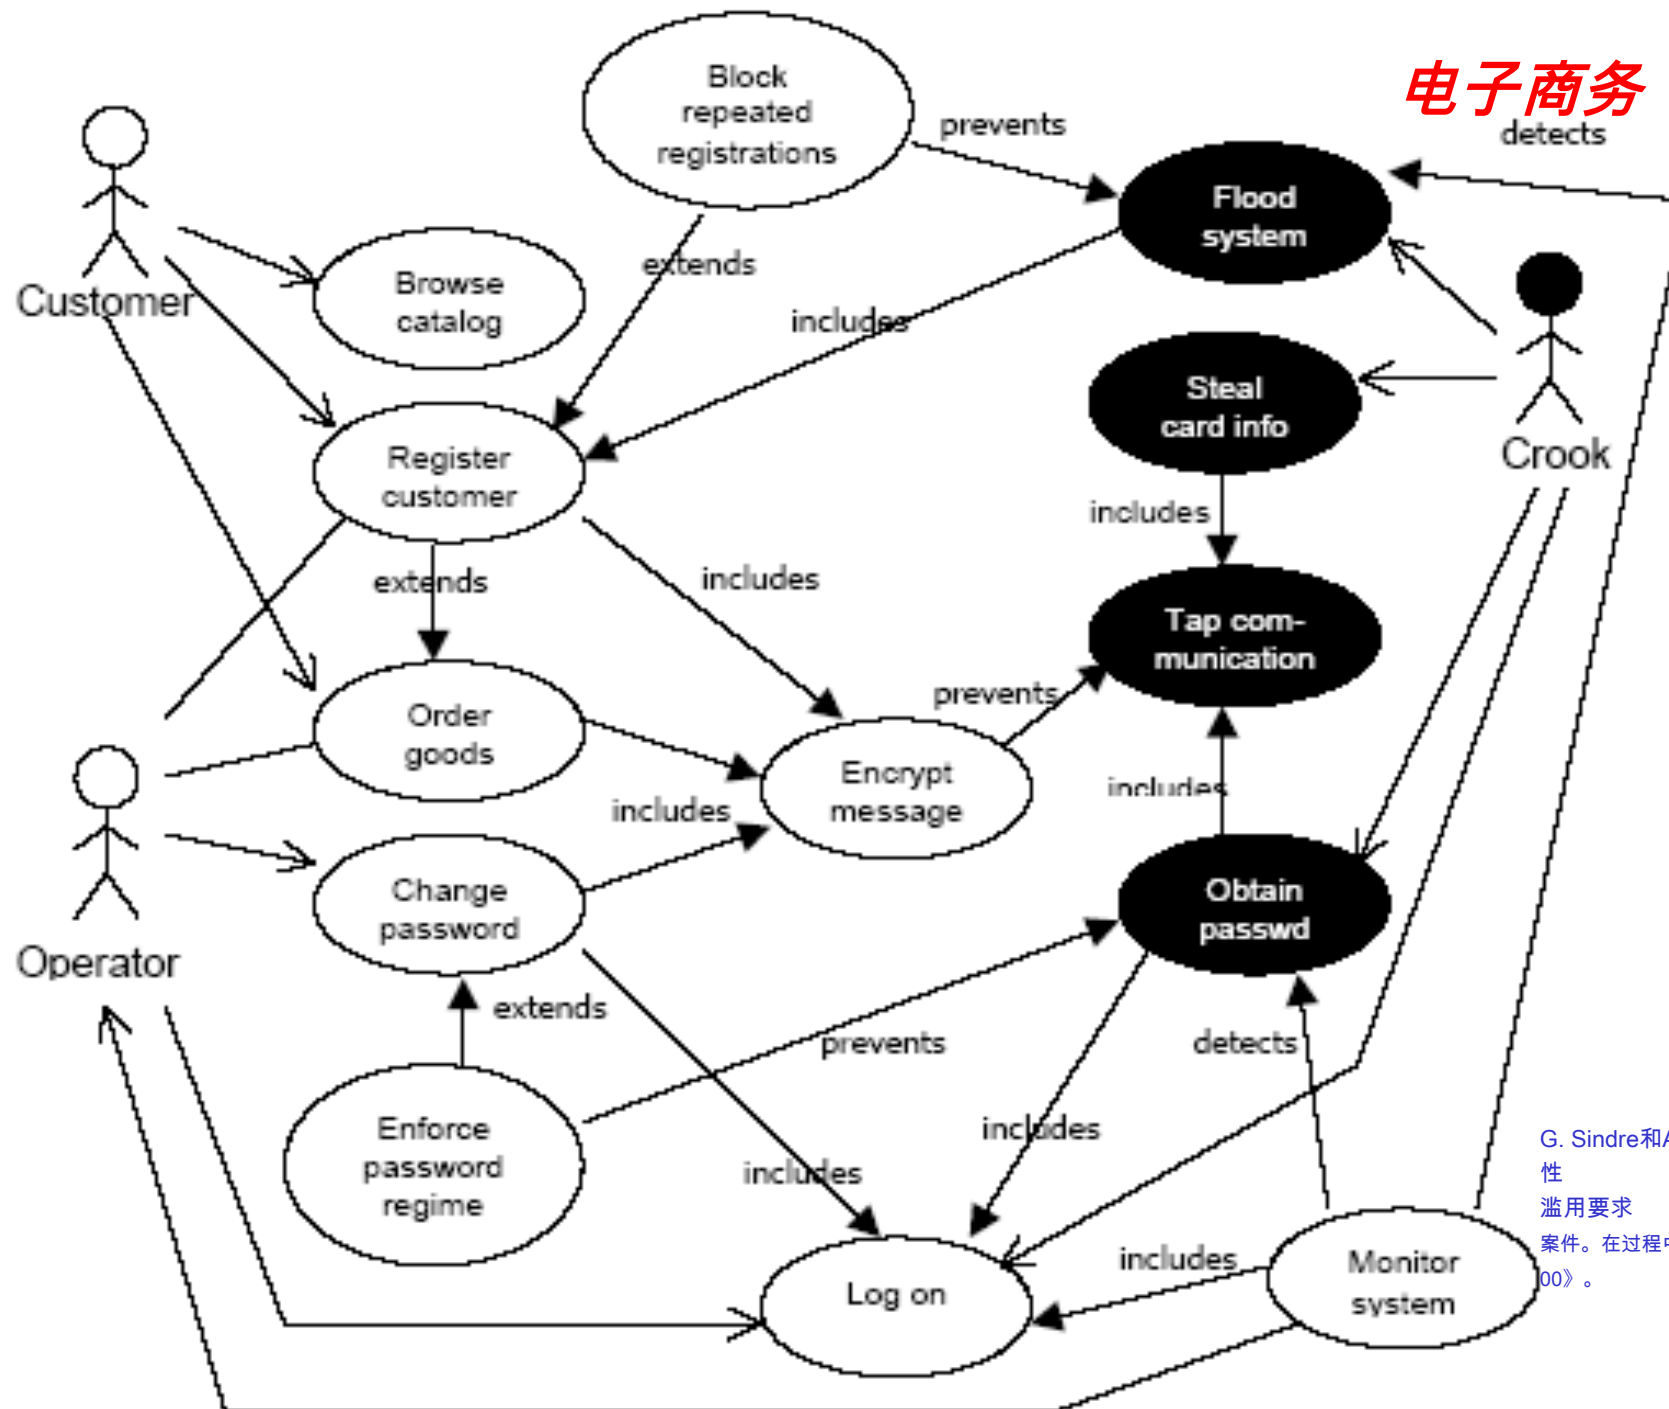 电子商务
Block
repeated
registrations
prevents
detects
Flood
system
Customer
Browse
catalog
extends
includes
Steal
card info
Crook
Register
customer
includes
extends
includes
Tap com-
munication
prevents
Order
goods
Encrypt
message
includes
includes
Change
password
Obtain
passwd
Operator
extends
prevents
detects
Enforce
password
regime
includes
includes
G. Sindre和A
性
滥用要求
案件。在过程中
00》。
includes
Log on
Monitor
system